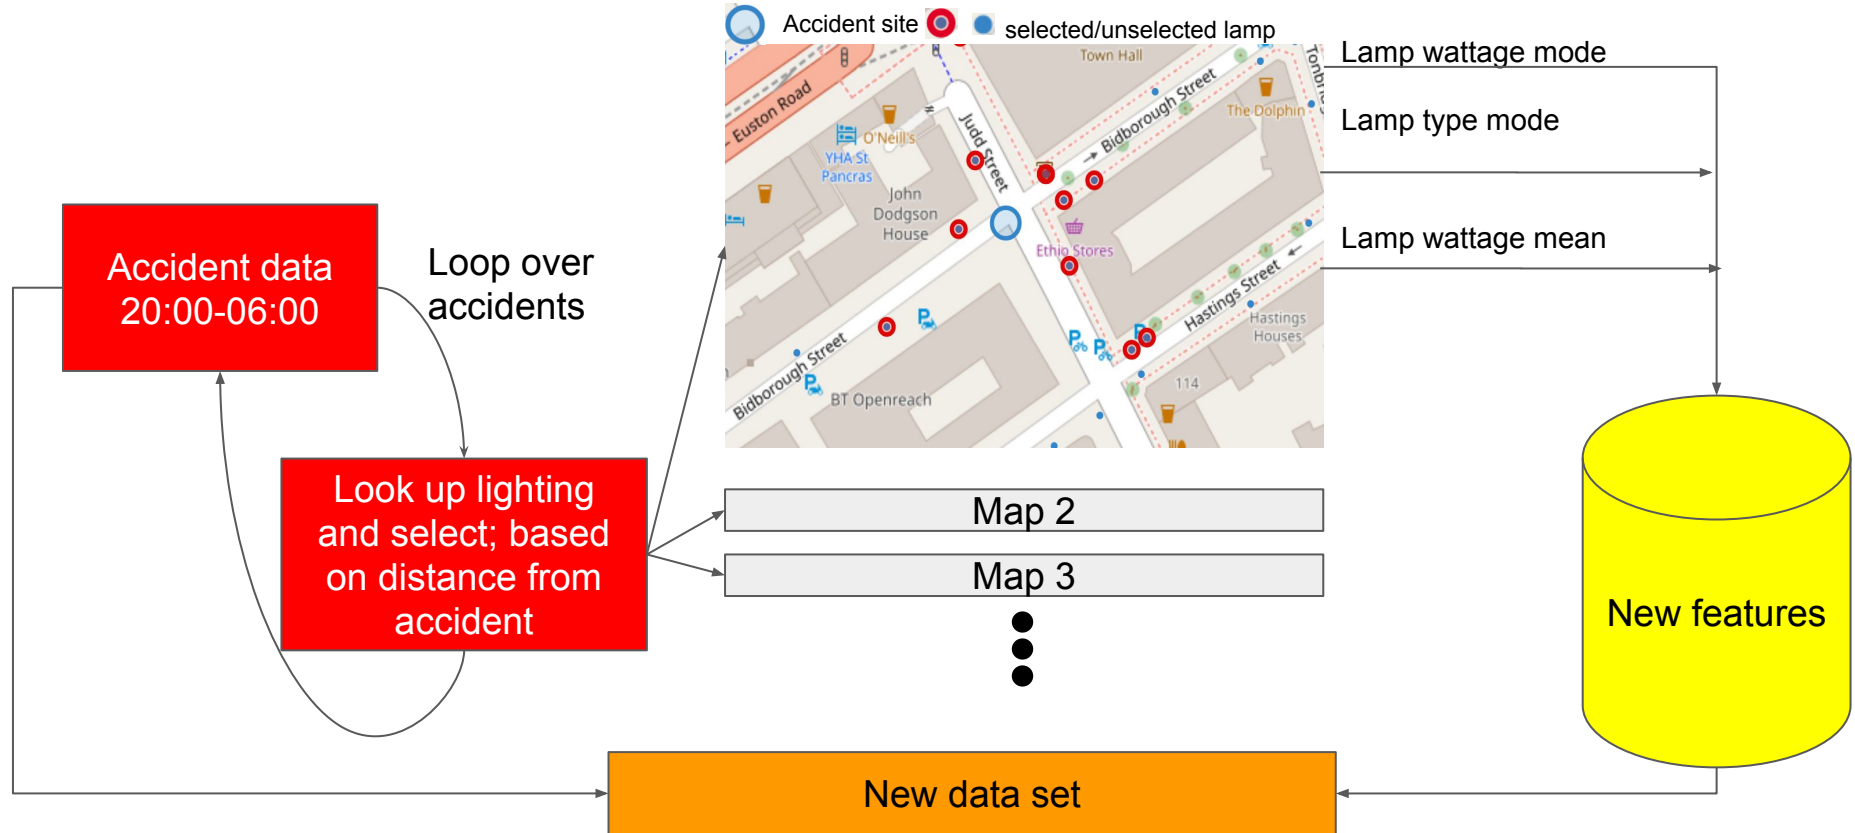 Accident site
selected/unselected lamp
Lamp wattage mode
Lamp type mode
Lamp wattage mean
Town Hall
Euston Road
O'Neill's
YHA St
Pancras
Judd Street
Bidborough Street
The Dolphin
John
Dodgson
House
Ethio Stores
Hastings Street
Hastings
Houses
P
P
P
P
P
Bidborough Street
BT Openreach
114
Accident data
20:00-06:00
Loop over
accidents
Look up lighting
and select; based
on distance from
accident
Map 2
Map 3
New features
New data set